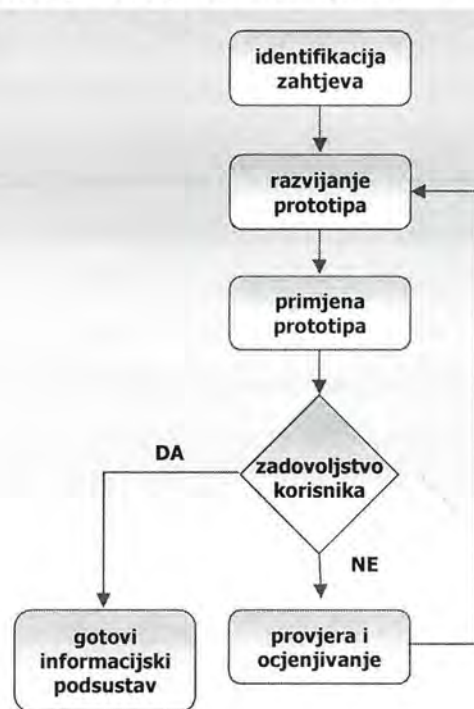 identifikacija
zahtjeva
razvijanje
prototipa
primjena
prototipa
zadovoljstvo
korisnika
DA
NE
gotovi
informacijski
podsustav
provjera i
ocjenjivanje